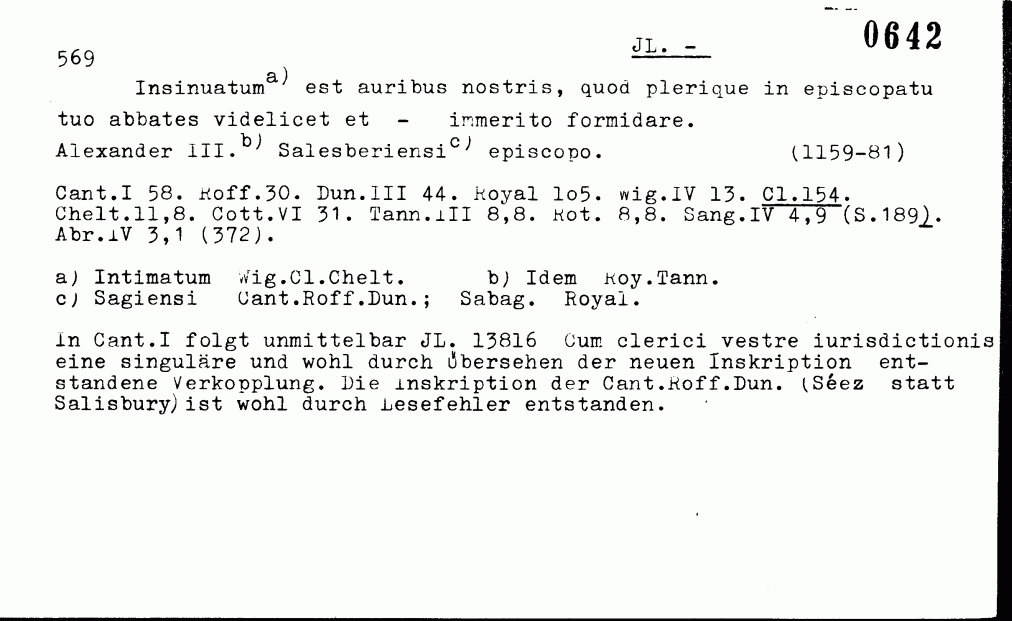 0642
569 JL. -
Insinuatum a) est auribus nostris, quod plerique in episcopatu
tuo abbates videlicet et - immerito formidare.
Alexander III. b) Salesberiensi c) episcopo. (1159-81)
Cant.I 58. Roff.30. Dun.III 44. Royal 1o5. Wig.IV 13. Cl.154.
Chelt.11,8. Cott.VI 31. Tann.III 8,8. Rot. 8,8. Sang.IV 4,9 (S.189).
Abr.IV 3,1 (372).
a) Intimatum Wig.Cl.Chelt. b) Idem Roy.Tann.
c) Sagiensi Cant.Roff.Dun.; Sabag. Royal.
In Cant.I folgt unmittelbar JL. 13816 Cum clerici vestre iurisdictionis
eine singuläre und wohl durch Übersehen der neuen Inskription ent-
standene Verkopplung. Die Inskription der Cant.Roff.Dun. (Séez statt
Salisbury) ist wohl durch Lesefehler entstanden.